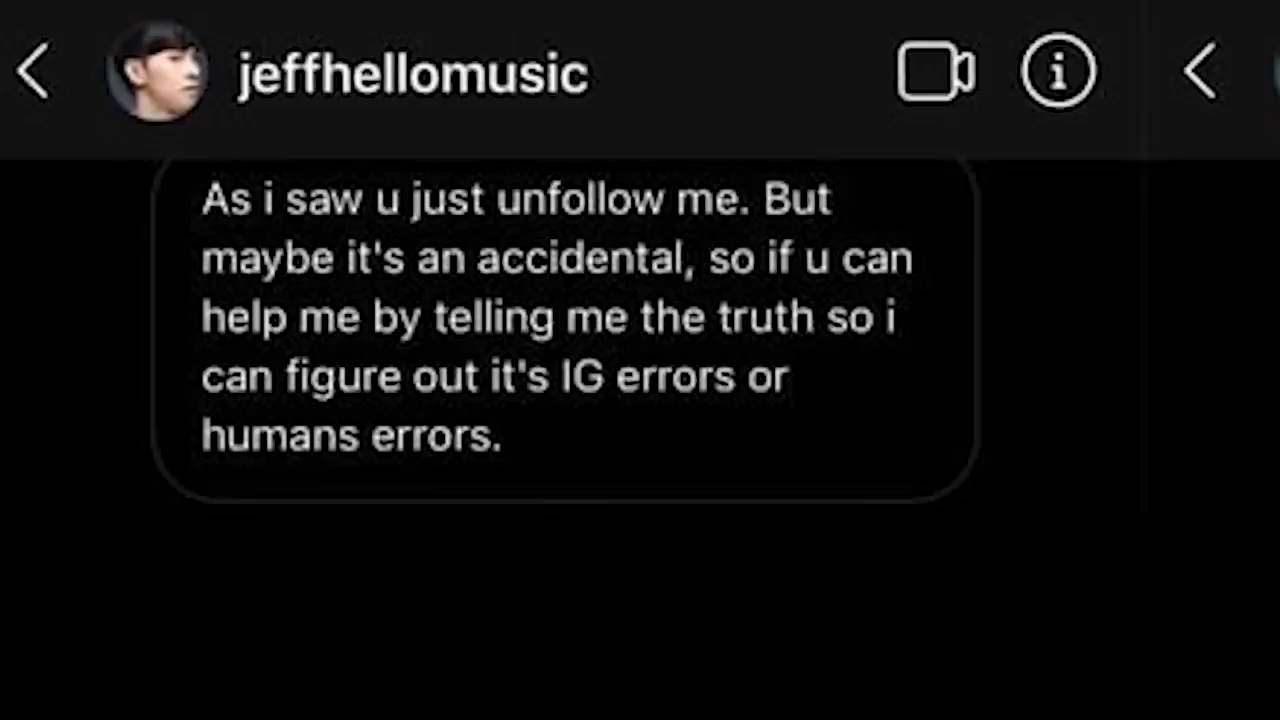 jeffhellomusic
As i saw u just unfollow me. But
maybe it's an accidental, so if u can
help me by telling me the truth so i
can figure out it's IG errors or
humans errors.